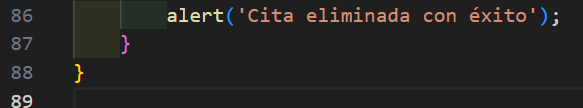 86 alert('Cita eliminada con éxito');
87 }
88 }
89